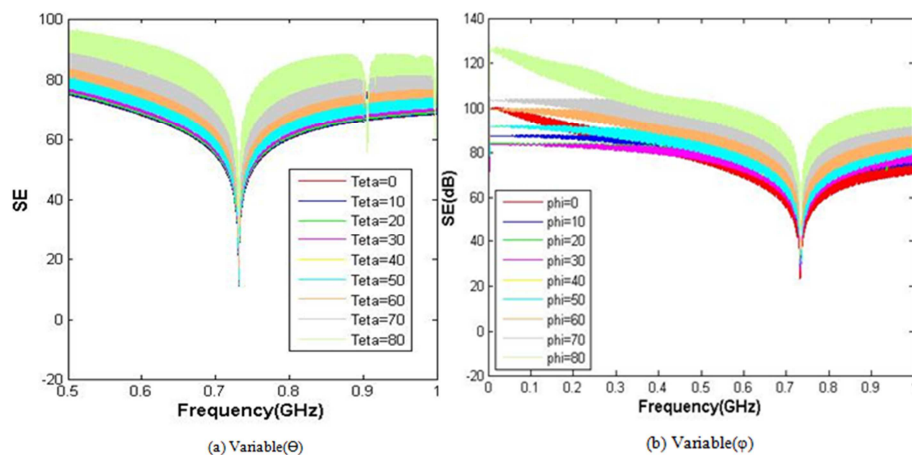 100
80
60
40
20
0
-20
SE
Teta=0
Teta=10
Teta=20
Teta=30
Teta=40
Teta=50
Teta=60
Teta=70
Teta=80
0.5 0.6 0.7 0.8 0.9 1
Frequency(GHz)
(a) Variable(Θ)
140
120
100
80
60
40
20
0
-20
SE(dB)
phi=0
phi=10
phi=20
phi=30
phi=40
phi=50
phi=60
phi=70
phi=80
0 0.1 0.2 0.3 0.4 0.5 0.6 0.7 0.8 0.9 1
Frequency(GHz)
(b) Variable(φ)